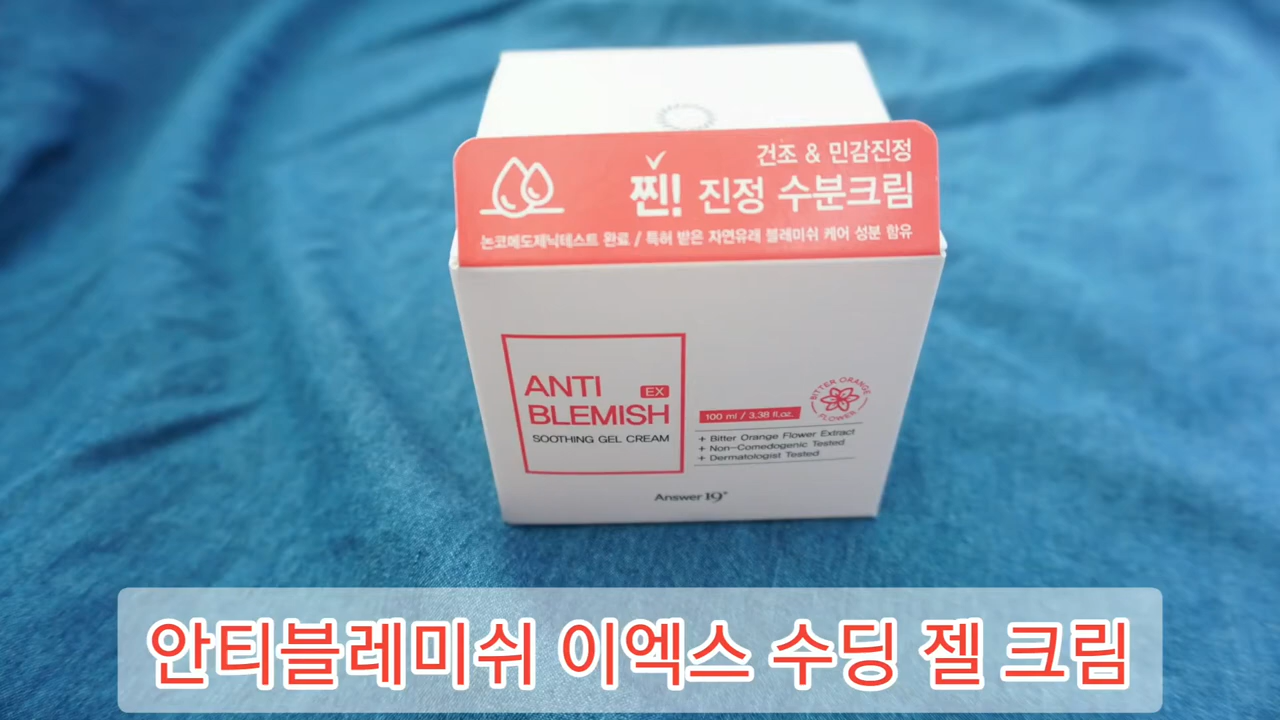 건조 & 민감진정
찐! 진정 수분크림
논코메도제닉테스트 완료 / 특허 받은 자연유래 블레미쉬 케어 성분 함유
ANTI
BLEMISH EX
SOOTHING GEL CREAM
BITTER ORANGE FLOWER
100 ml / 3.38 fl.oz.
+ Bitter Orange Flower Extract
+ Non-Comedogenic Tested
+ Dermatologist Tested
Answer 19+
안티블레미쉬 이엑스 수딩 젤 크림